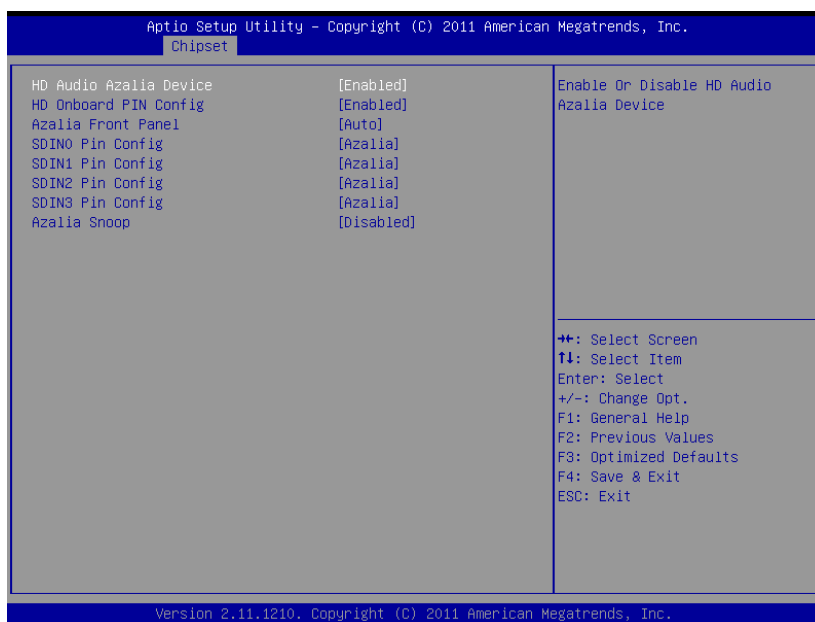 Aptio Setup Utility – Copyright (C) 2011 American Megatrends, Inc.
Chipset
HD Audio Azalia Device [Enabled]
HD Onboard PIN Config [Enabled]
Azalia Front Panel [Auto]
SDIN0 Pin Config [Azalia]
SDIN1 Pin Config [Azalia]
SDIN2 Pin Config [Azalia]
SDIN3 Pin Config [Azalia]
Azalia Snoop [Disabled]
Enable Or Disable HD Audio
Azalia Device
→←: Select Screen
↑↓: Select Item
Enter: Select
+/-: Change Opt.
F1: General Help
F2: Previous Values
F3: Optimized Defaults
F4: Save & Exit
ESC: Exit
Version 2.11.1210. Copyright (C) 2011 American Megatrends, Inc.